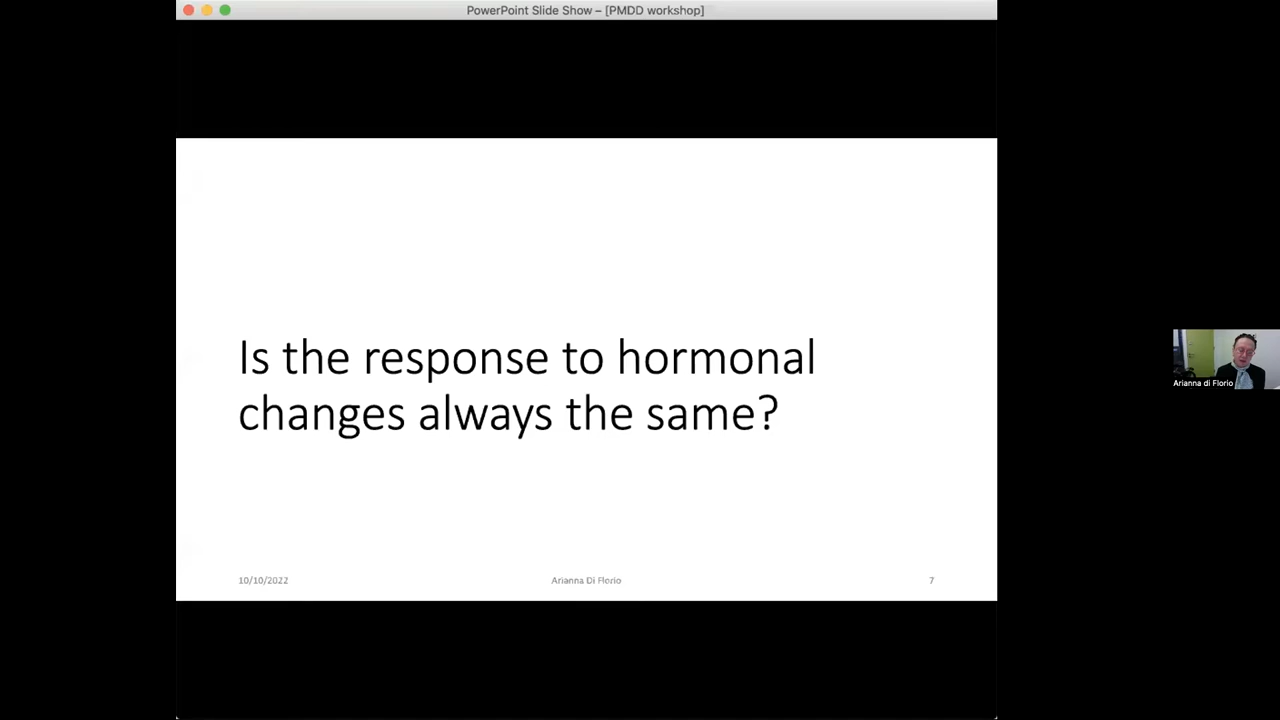 PowerPoint Slide Show – [PMDD workshop]
Is the response to hormonal
changes always the same?
Arianna di Florio
10/10/2022
Arianna Di Florio
7